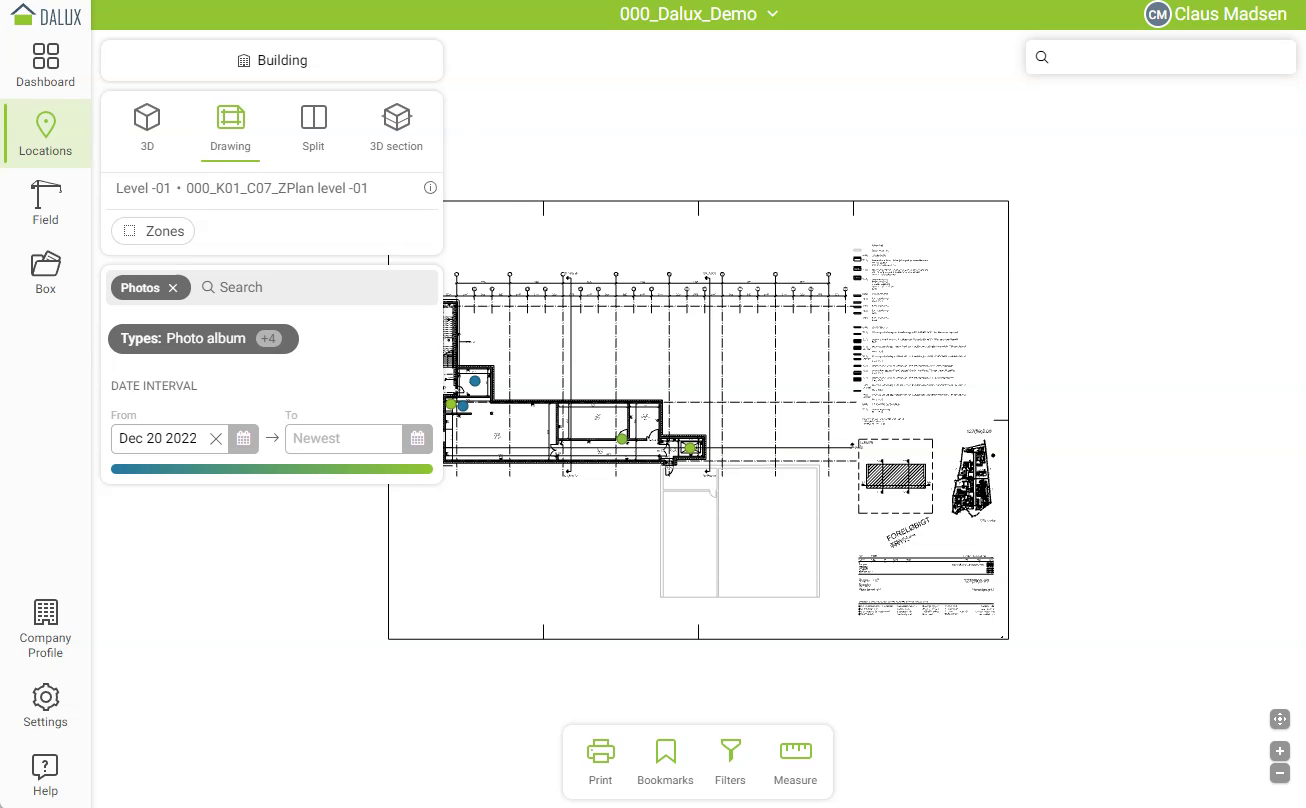 DALUX
000_Dalux_Demo
CM Claus Madsen
Dashboard
Locations
Field
Box
Company
Profile
Settings
Help
Building
3D
Drawing
Split
3D section
Level -01 • 000_K01_C07_ZPlan level -01
Zones
Photos
Search
Types: Photo album +4
DATE INTERVAL
From
To
Dec 20 2022
Newest
FORELØBIGT
Print
Bookmarks
Filters
Measure